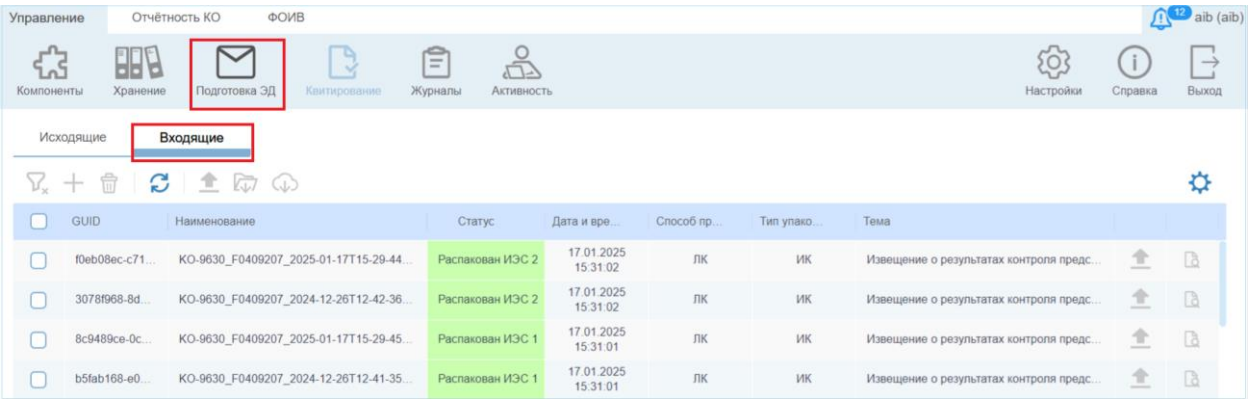 Управление Отчётность КО ФОИВ 12 aib (aib)
Компоненты Хранение Подготовка ЭД Квитирование Журналы Активность Настройки Справка Выход
Исходящие Входящие
GUID Наименование Статус Дата и вре... Способ пр... Тип упако... Тема
f0eb08ec-c71... KO-9630_F0409207_2025-01-17T15-29-44... Распакован ИЭС 2 17.01.2025 15:31:02 ЛК ИК Извещение о результатах контроля предс...
3078f968-8d... KO-9630_F0409207_2024-12-26T12-42-36... Распакован ИЭС 2 17.01.2025 15:31:02 ЛК ИК Извещение о результатах контроля предс...
8c9489ce-0c... KO-9630_F0409207_2025-01-17T15-29-45... Распакован ИЭС 1 17.01.2025 15:31:01 ЛК ИК Извещение о результатах контроля предс...
b5fab168-e0... KO-9630_F0409207_2024-12-26T12-41-35... Распакован ИЭС 1 17.01.2025 15:31:01 ЛК ИК Извещение о результатах контроля предс...